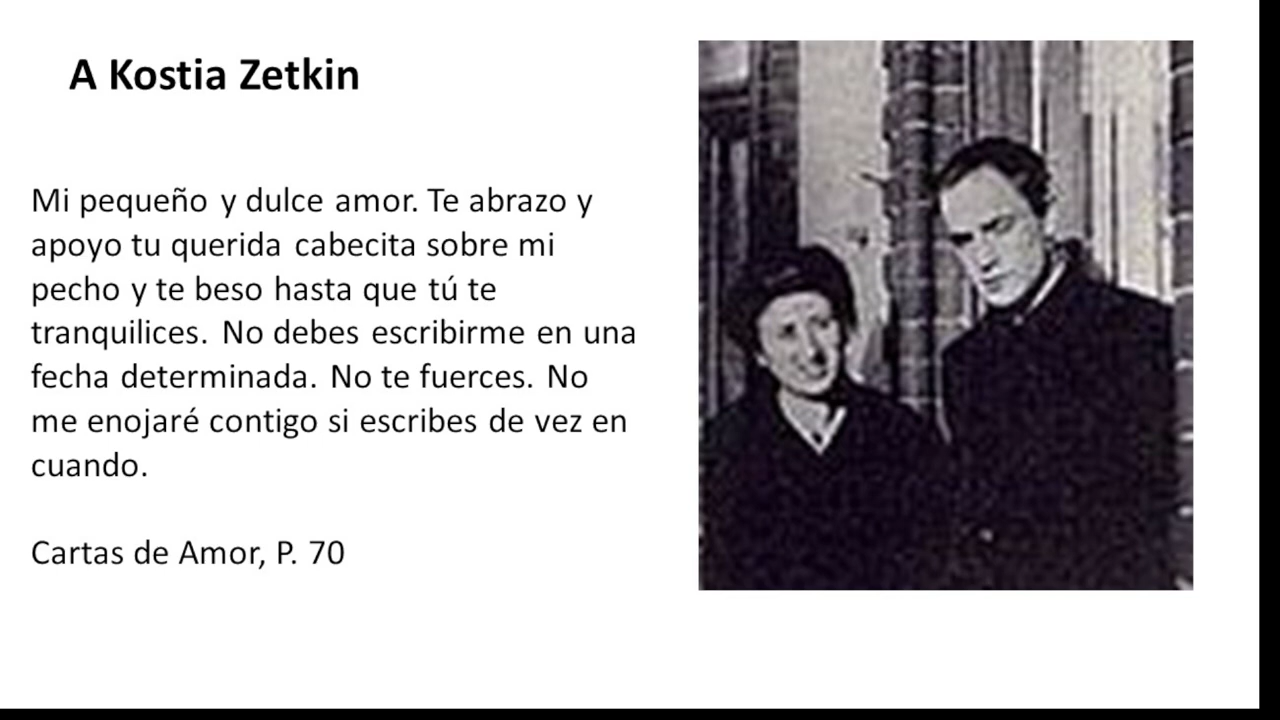 A Kostia Zetkin
Mi pequeño y dulce amor. Te abrazo y
apoyo tu querida cabecita sobre mi
pecho y te beso hasta que tú te
tranquilices. No debes escribirme en una
fecha determinada. No te fuerces. No
me enojaré contigo si escribes de vez en
cuando.
Cartas de Amor, P. 70